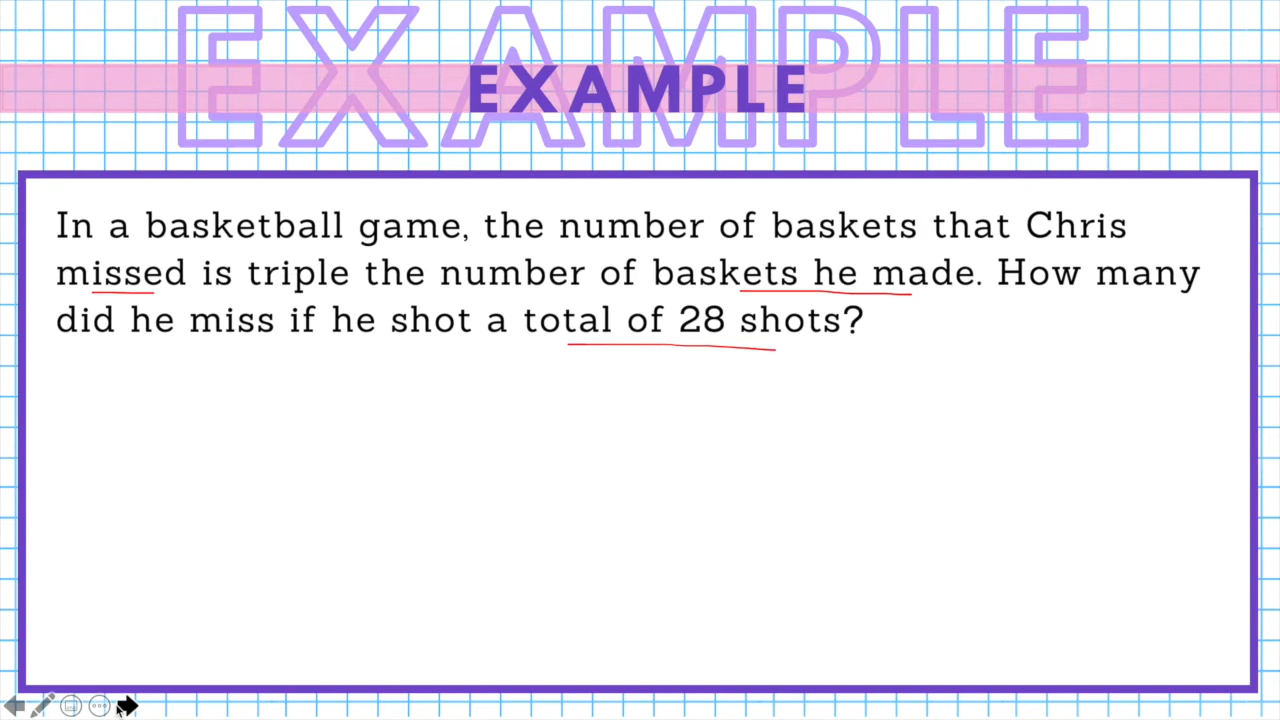 EXAMPLE
EXAMPLE
In a basketball game, the number of baskets that Chris
missed is triple the number of baskets he made. How many
did he miss if he shot a total of 28 shots?